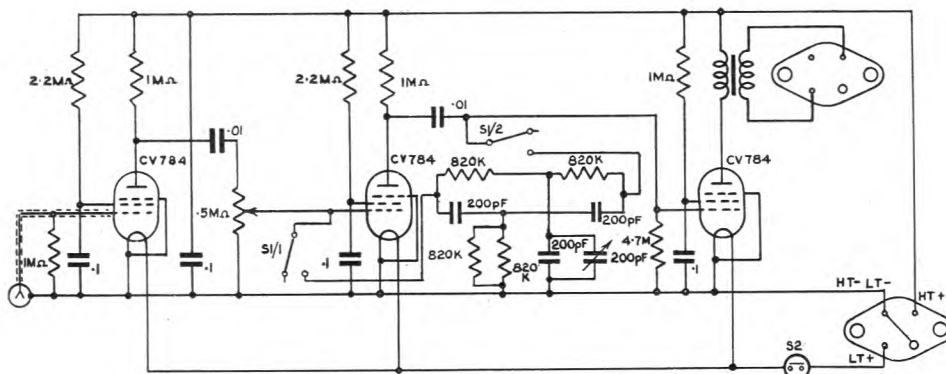 2·2MΩ
1MΩ
·01
CV784
1MΩ
·1
·1
·5MΩ
2·2MΩ
1MΩ
·01
S1/2
CV784
S1/1
·1
820K
820K
200pF
200pF
820K
820
K
200pF
200pF
4.7M
1MΩ
CV784
·1
HT- LT-
HT+
LT+
S2